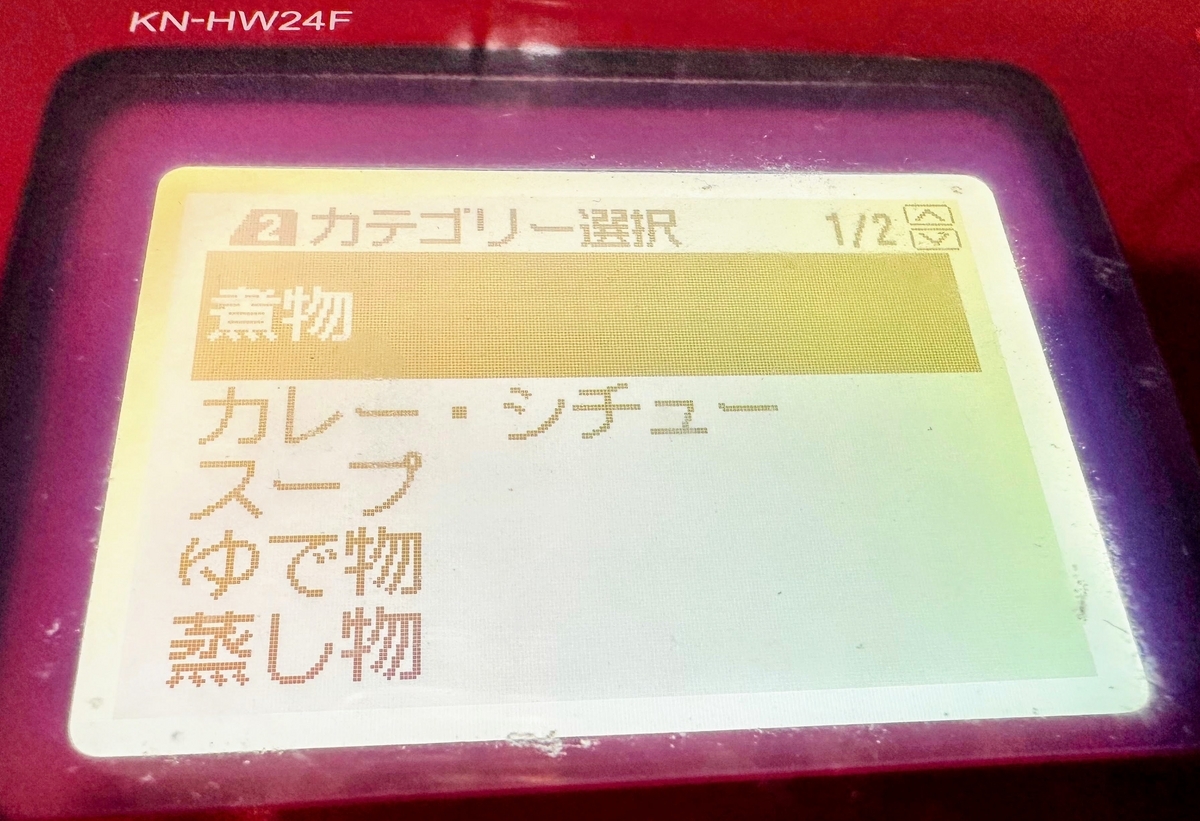 KN-HW24F
2 カテゴリー選択 1/2
煮物
カレー・シチュー
スープ
ゆで物
蒸し物